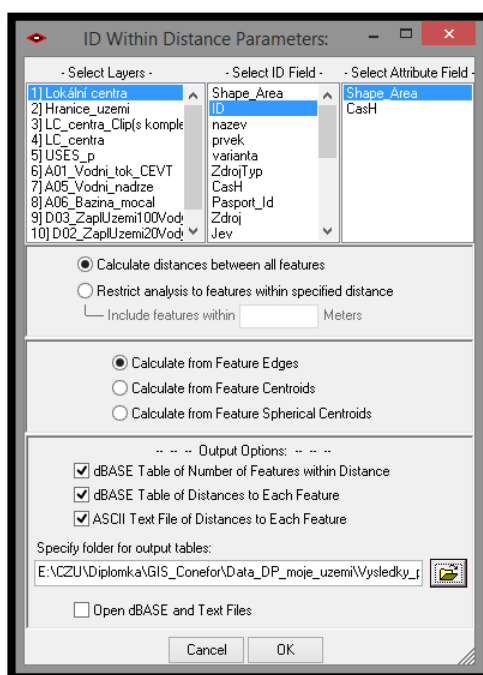 ID Within Distance Parameters:
- Select Layers -
1] Lokální centra
2] Hranice_uzemi
3] LC_centra_Clip(s komple
4] LC_centra
5] USES_p
6] A01_Vodni_tok_CEVT
7] A05_Vodni_nadrze
8] A06_Bazina_mocal
9] D03_ZaplUzemi100Vod
10] D02_ZaplUzemi20Vod
- Select ID Field -
Shape_Area
ID
nazev
prvek
varianta
ZdrojTyp
CasH
Pasport_Id
Zdroj
Jev
- Select Attribute Field -
Shape_Area
CasH
Calculate distances between all features
Restrict analysis to features within specified distance
Include features within Meters
Calculate from Feature Edges
Calculate from Feature Centroids
Calculate from Feature Spherical Centroids
-- -- -- Output Options: -- -- --
dBASE Table of Number of Features within Distance
dBASE Table of Distances to Each Feature
ASCII Text File of Distances to Each Feature
Specify folder for output tables:
E:\CZU\Diplomka\GIS_Conefor\Data_DP_moje_uzemi\Vysledky_
Open dBASE and Text Files
Cancel OK